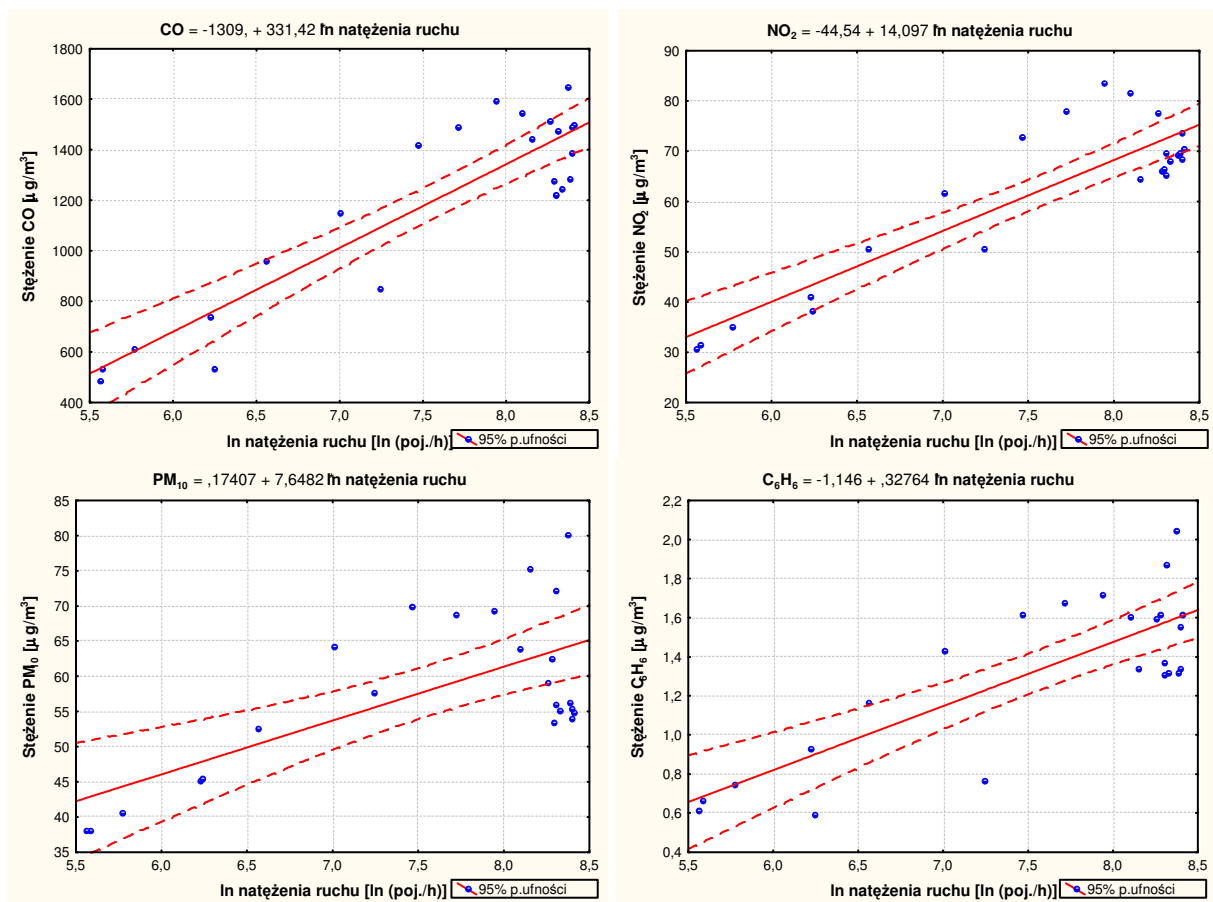 CO = -1309, + 331,42 * ln natężenia ruchu
Stężenie CO [µg/m³]
1800
1600
1400
1200
1000
800
600
400
5,5 6,0 6,5 7,0 7,5 8,0 8,5
ln natężenia ruchu [ln (poj./h)]
95% p.ufności
NO₂ = -44,54 + 14,097 * ln natężenia ruchu
Stężenie NO₂ [µg/m³]
90
80
70
60
50
40
30
20
5,5 6,0 6,5 7,0 7,5 8,0 8,5
ln natężenia ruchu [ln (poj./h)]
95% p.ufności
PM₁₀ = ,17407 + 7,6482 * ln natężenia ruchu
Stężenie PM₁₀ [µg/m³]
85
80
75
70
65
60
55
50
45
40
35
5,5 6,0 6,5 7,0 7,5 8,0 8,5
ln natężenia ruchu [ln (poj./h)]
95% p.ufności
C₆H₆ = -1,146 + ,32764 * ln natężenia ruchu
Stężenie C₆H₆ [µg/m³]
2,2
2,0
1,8
1,6
1,4
1,2
1,0
0,8
0,6
0,4
5,5 6,0 6,5 7,0 7,5 8,0 8,5
ln natężenia ruchu [ln (poj./h)]
95% p.ufności